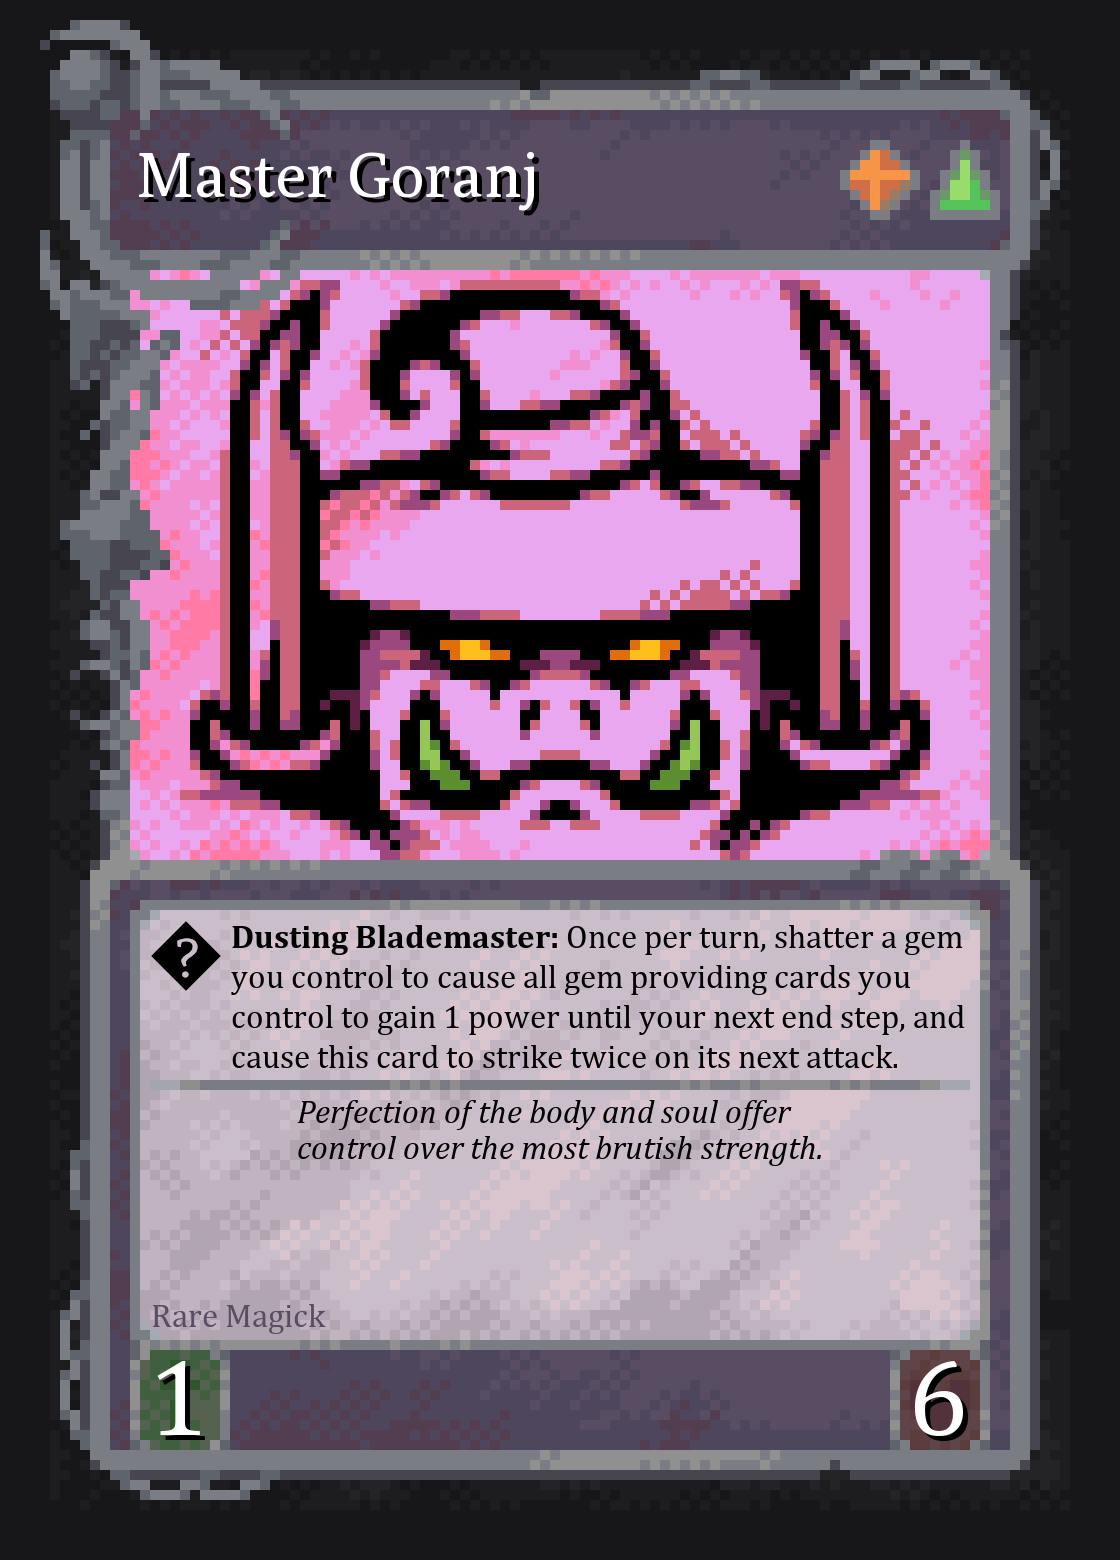 Master Goranj
?
Dusting Blademaster: Once per turn, shatter a gem
you control to cause all gem providing cards you
control to gain 1 power until your next end step, and
cause this card to strike twice on its next attack.
Perfection of the body and soul offer
control over the most brutish strength.
Rare Magick
1
6